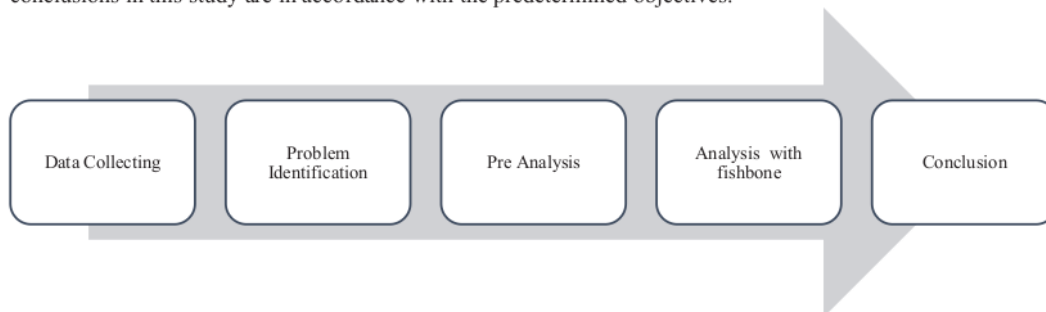 conclusions in this study are in accordance with the predetermined objectives.
Data Collecting
Problem
Identification
Pre Analysis
Analysis with
fishbone
Conclusion